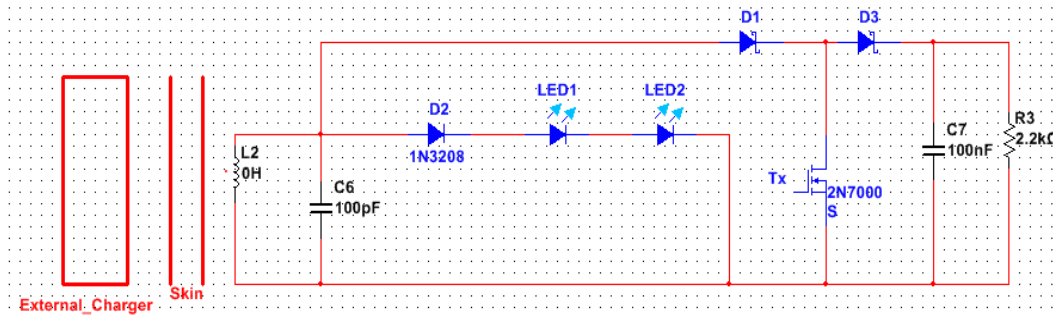 D1
D3
LED1
LED2
D2
1N3208
L2
0H
C6
100pF
Tx
2N7000
S
C7
100nF
R3
2.2kΩ
Skin
External_Charger